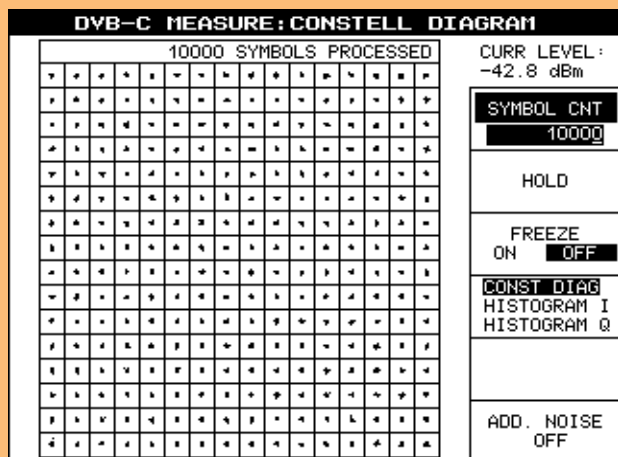 DVB-C MEASURE:CONSTELL DIAGRAM
10000 SYMBOLS PROCESSED
CURR LEVEL:
-42.8 dBm
SYMBOL CNT
10000
HOLD
FREEZE
ON OFF
CONST DIAG
HISTOGRAM I
HISTOGRAM Q
ADD. NOISE
OFF